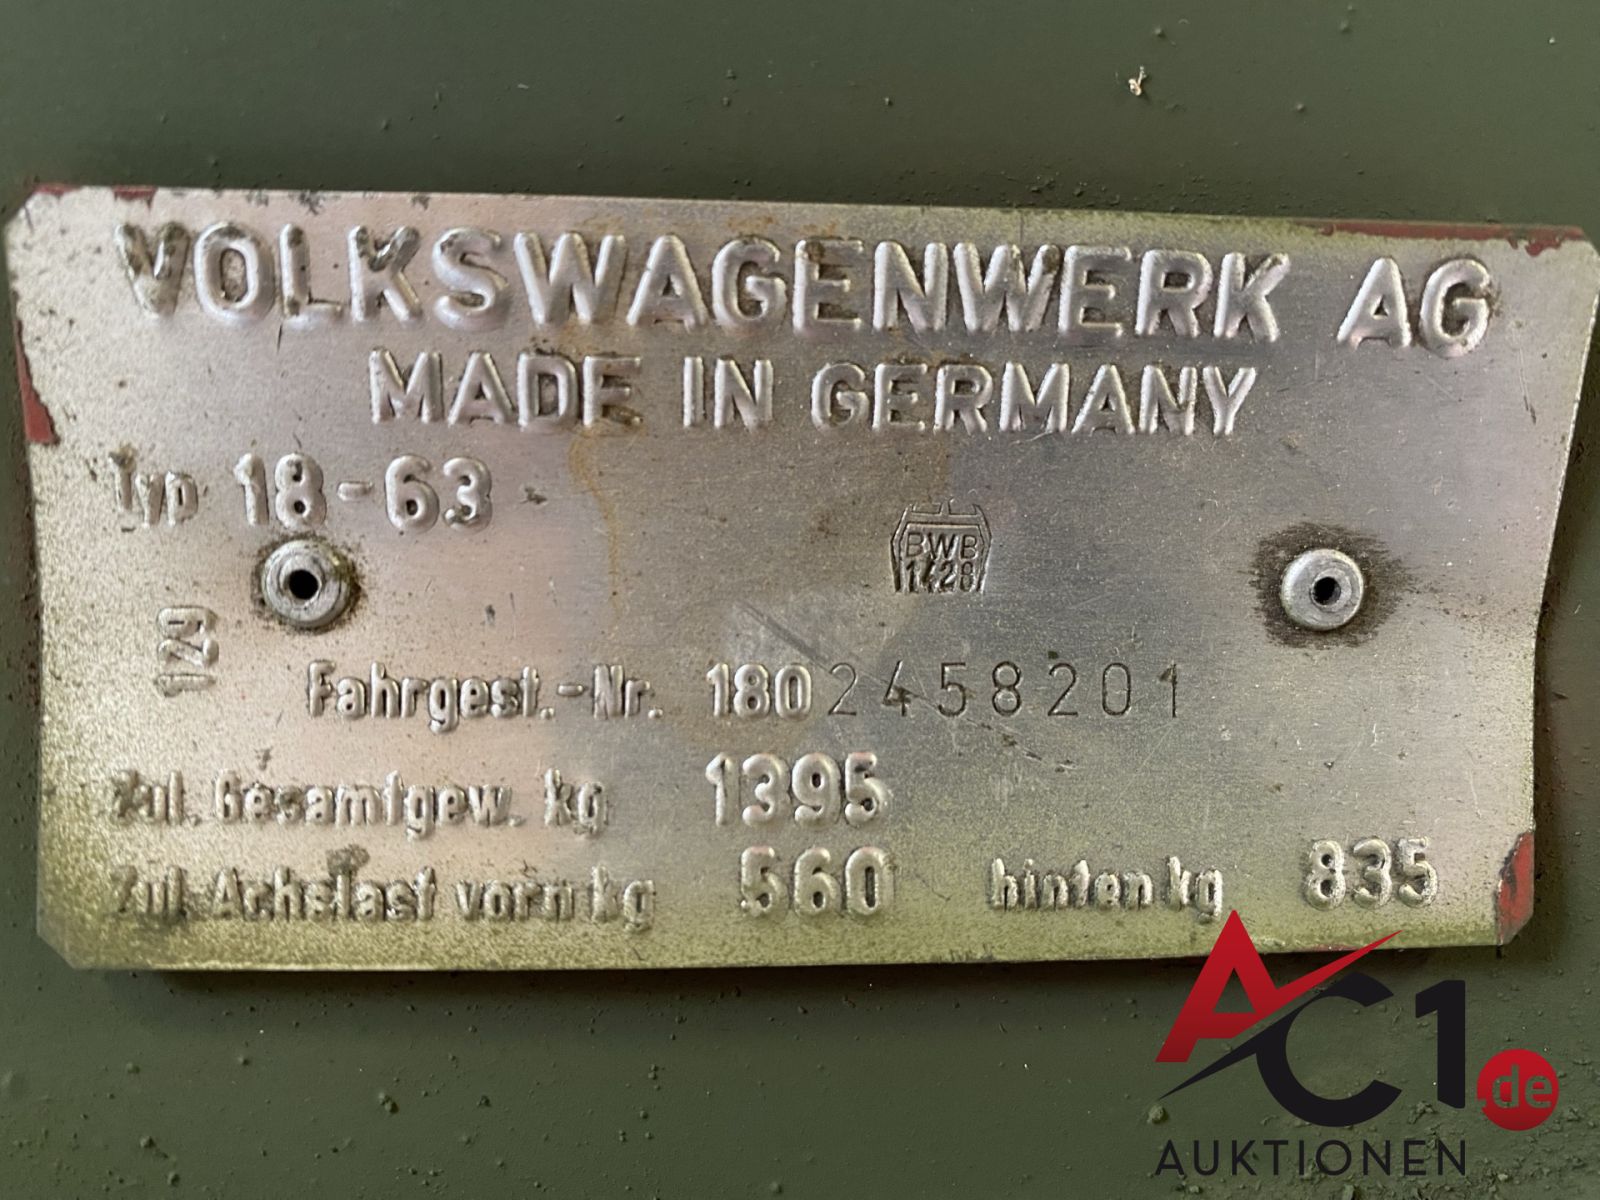 VOLKSWAGENWERK AG
MADE IN GERMANY
Typ 18-63
BWB
1428
129
Fahrgest.-Nr. 1802458201
Zul. Gesamtgew. kg 1395
Zul. Achslast vorn kg 560 hinten kg 835
AC1.de
AUKTIONEN